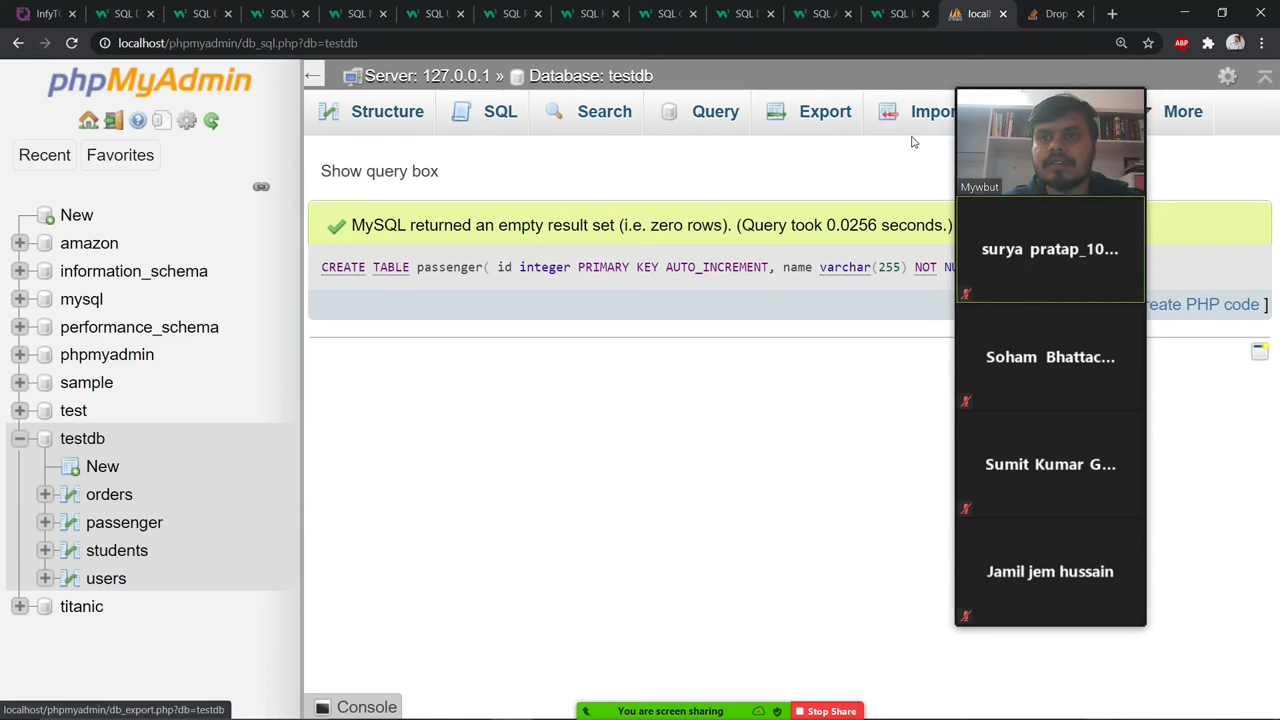 InfyT
SQL D
SQL C
SQL V
SQL N
SQL U
SQL F
SQL I
SQL C
SQL D
SQL A
SQL I
locall
Drop
localhost/phpmyadmin/db_sql.php?db=testdb
ABP
phpMyAdmin
Recent
Favorites
New
amazon
information_schema
mysql
performance_schema
phpmyadmin
sample
test
testdb
New
orders
passenger
students
users
titanic
localhost/phpmyadmin/db_export.php?db=testdb
Server: 127.0.0.1 » Database: testdb
Structure
SQL
Search
Query
Export
Impor
More
Show query box
MySQL returned an empty result set (i.e. zero rows). (Query took 0.0256 seconds.)
CREATE TABLE passenger( id integer PRIMARY KEY AUTO_INCREMENT, name varchar(255) NOT NU
reate PHP code ]
Mywbut
surya pratap_10...
Soham Bhattac...
Sumit Kumar G...
Jamil jem hussain
Console
You are screen sharing
Stop Share